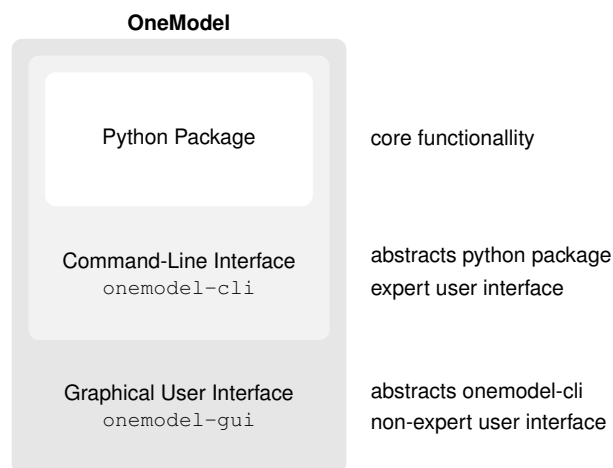 OneModel
Python Package
core functionallity
Command-Line Interface
onemodel-cli
abstracts python package
expert user interface
Graphical User Interface
onemodel-gui
abstracts onemodel-cli
non-expert user interface